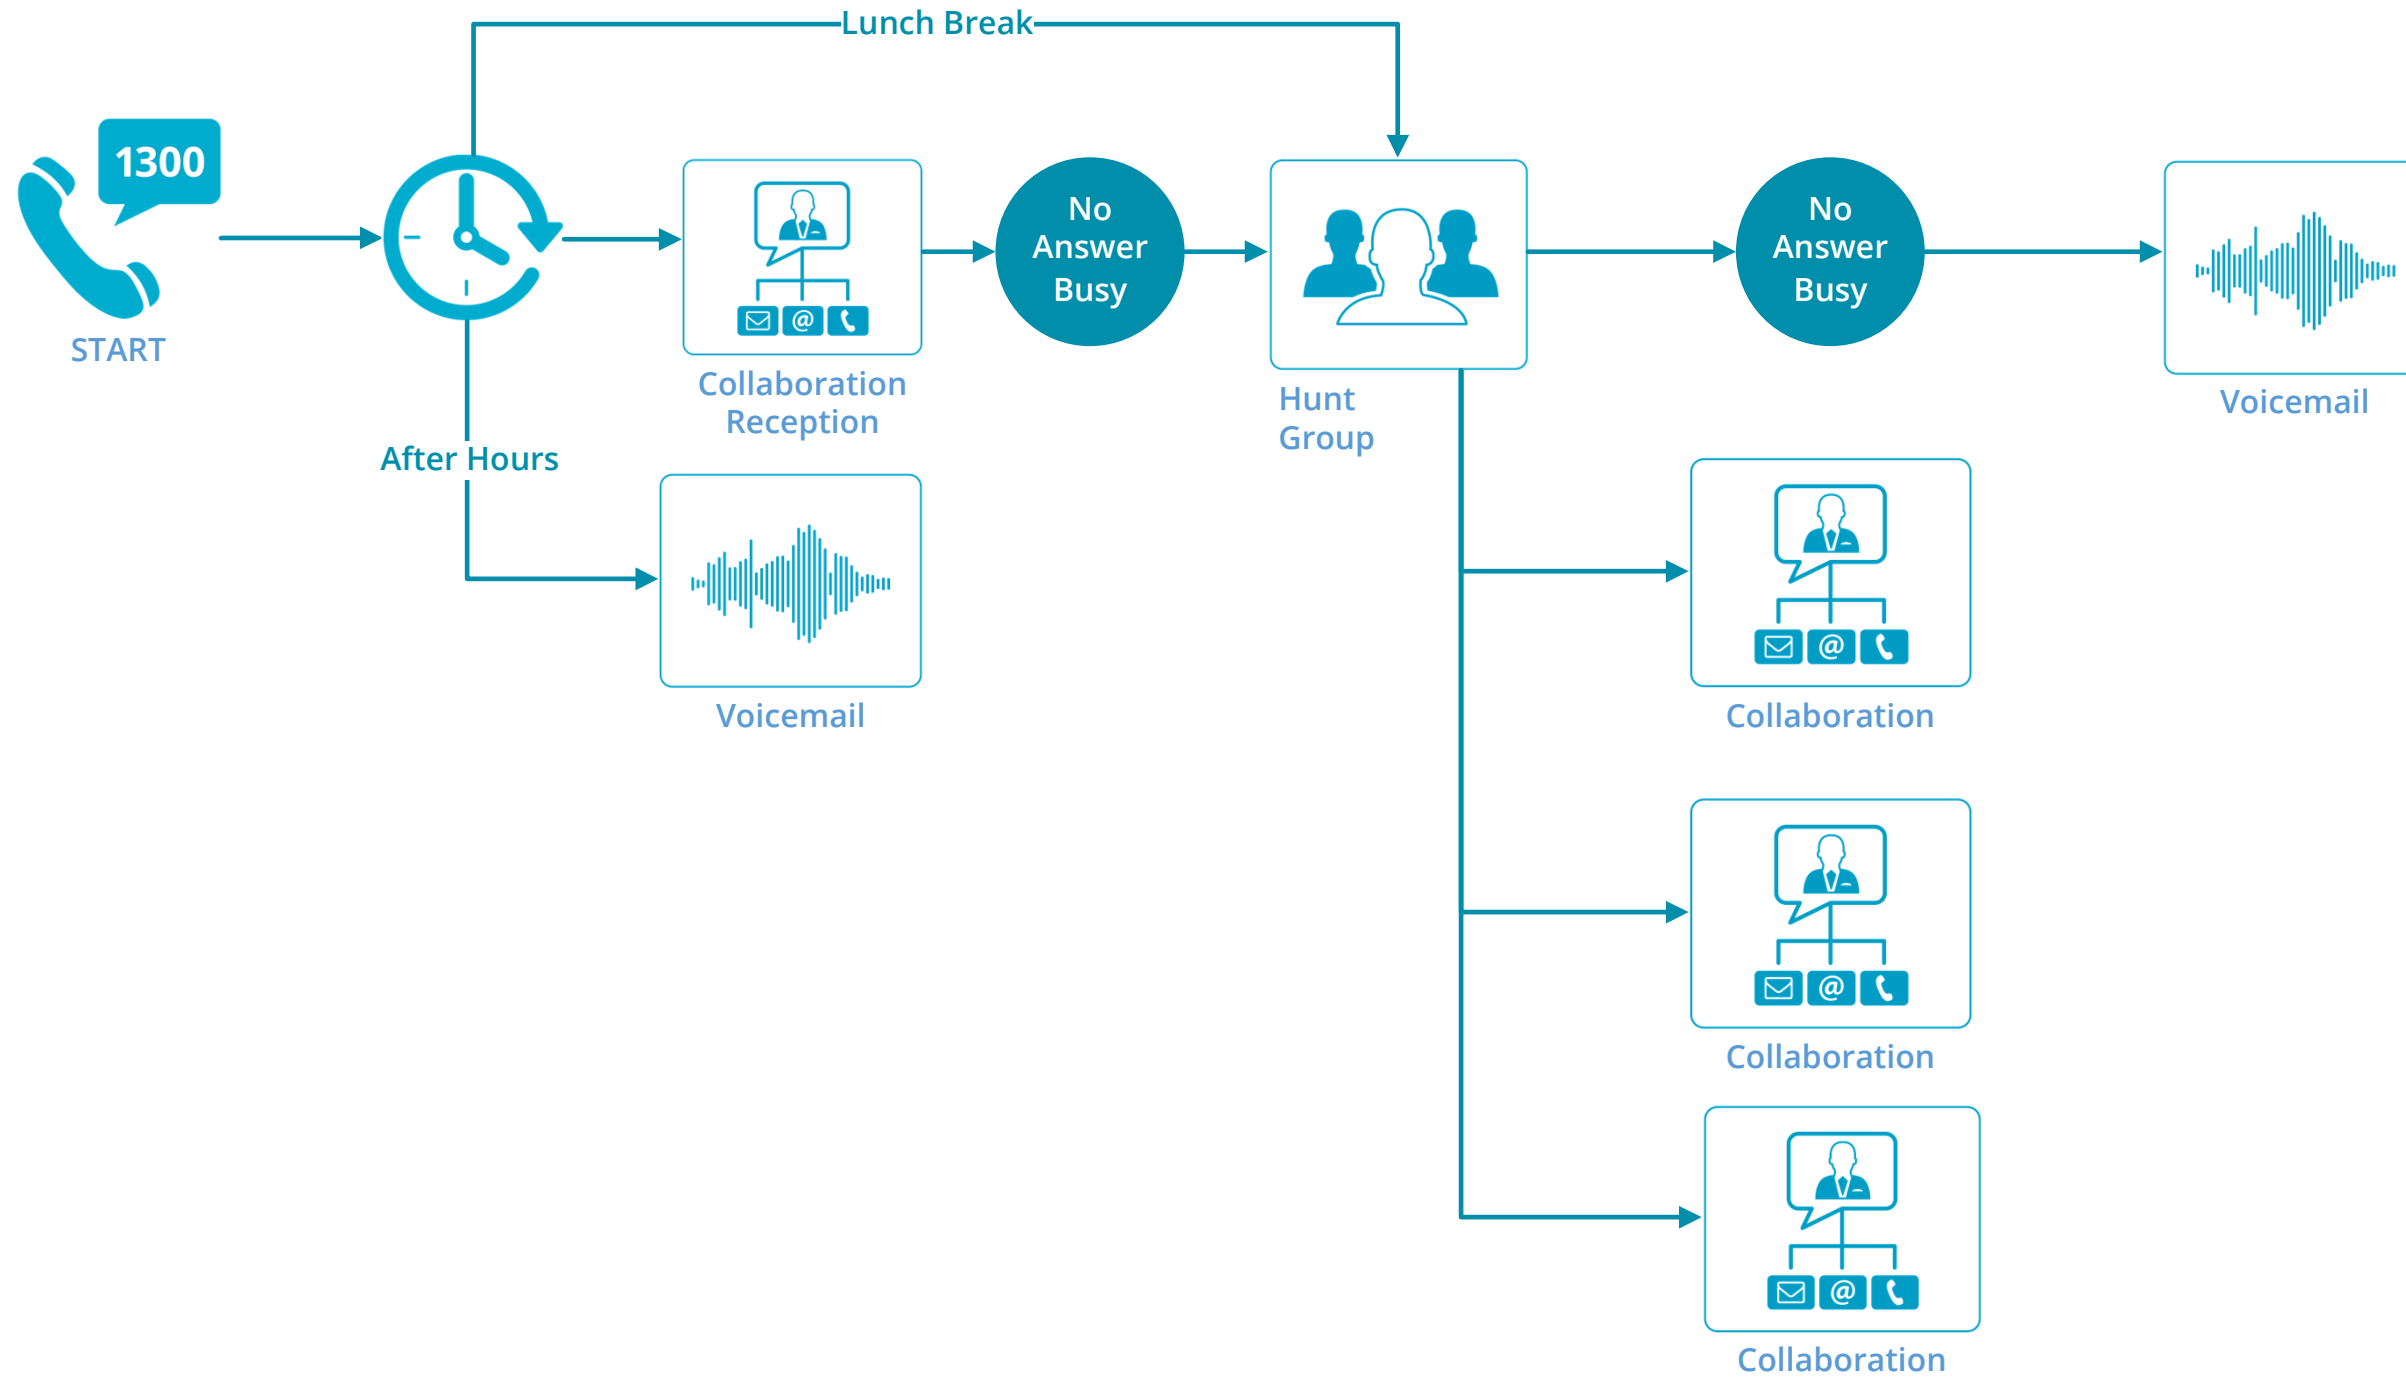 Lunch Break
1300
START
No
Answer
Busy
No
Answer
Busy
@
Collaboration
Reception
Hunt
Group
Voicemail
After Hours
@
Voicemail
Collaboration
@
Collaboration
@
Collaboration